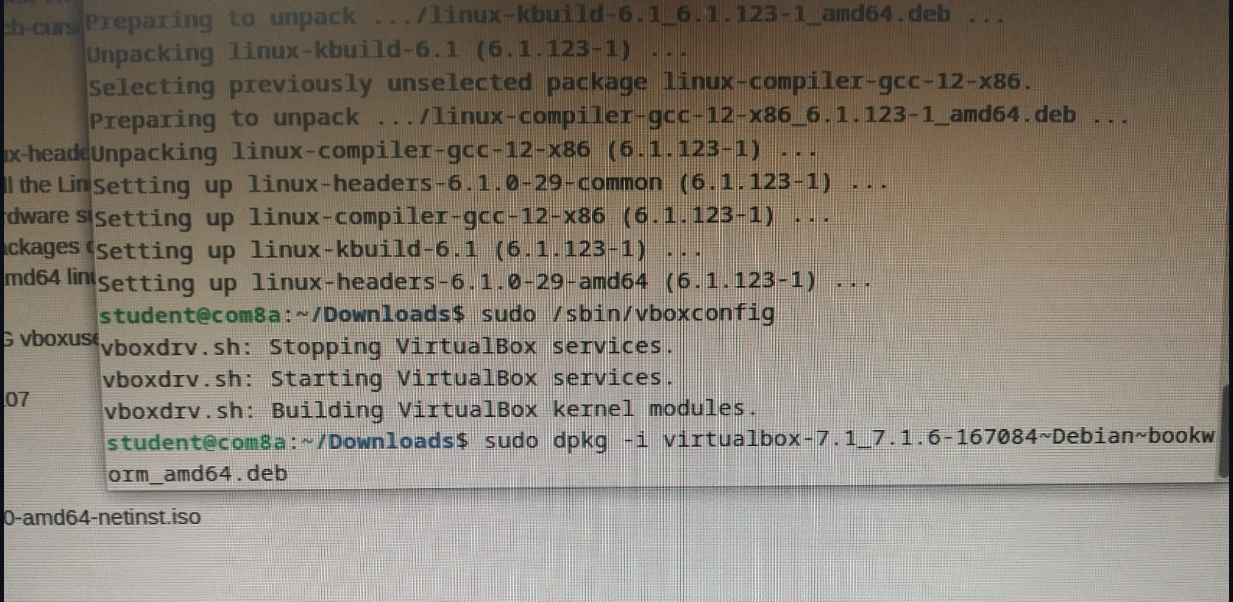 Preparing to unpack .../linux-kbuild-6.1_6.1.123-1_amd64.deb ...
Unpacking linux-kbuild-6.1 (6.1.123-1) ...
Selecting previously unselected package linux-compiler-gcc-12-x86.
Preparing to unpack .../linux-compiler-gcc-12-x86_6.1.123-1_amd64.deb ...
Unpacking linux-compiler-gcc-12-x86 (6.1.123-1) ...
Setting up linux-headers-6.1.0-29-common (6.1.123-1) ...
Setting up linux-compiler-gcc-12-x86 (6.1.123-1) ...
Setting up linux-kbuild-6.1 (6.1.123-1) ...
Setting up linux-headers-6.1.0-29-amd64 (6.1.123-1) ...
student@com8a:~/Downloads$ sudo /sbin/vboxconfig
vboxdrv.sh: Stopping VirtualBox services.
vboxdrv.sh: Starting VirtualBox services.
vboxdrv.sh: Building VirtualBox kernel modules.
student@com8a:~/Downloads$ sudo dpkg -i virtualbox-7.1_7.1.6-167084~Debian~bookw
orm_amd64.deb
ll the Lin
rdware s
ackages
md64 lin
vboxuse
.07
0-amd64-netinst.iso